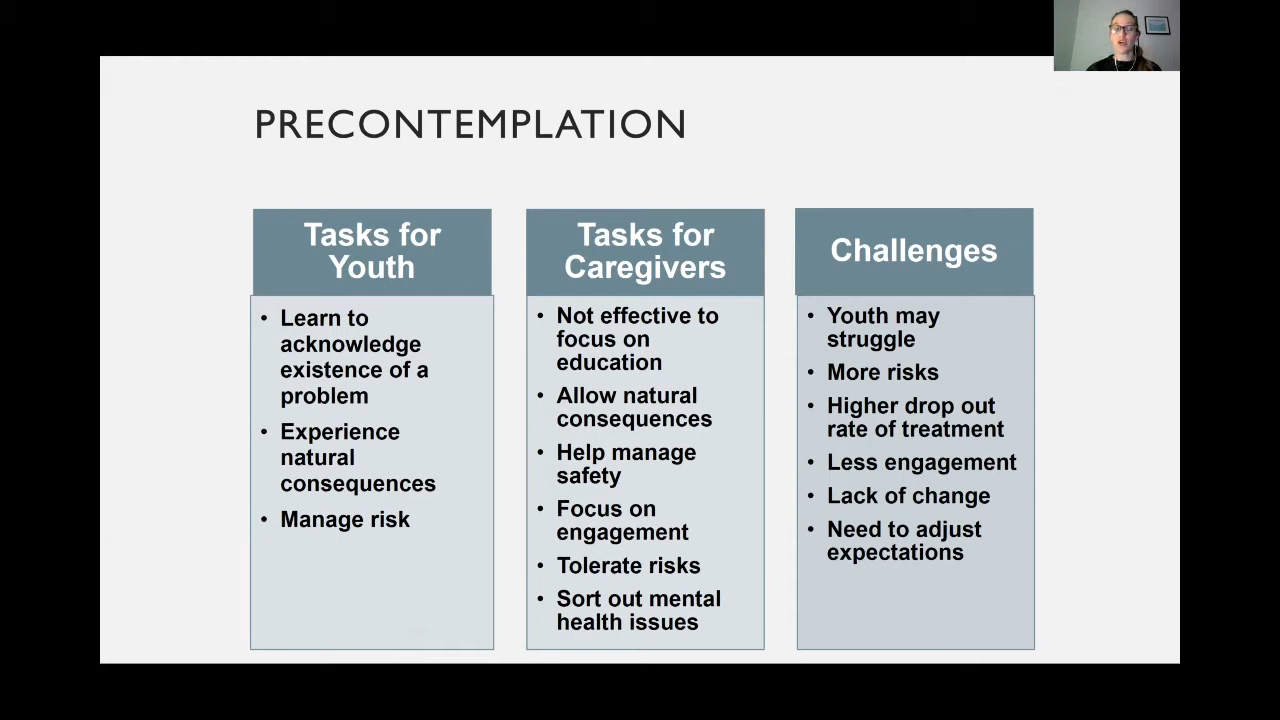 PRECONTEMPLATION
Tasks for
Youth
• Learn to
acknowledge
existence of a
problem
• Experience
natural
consequences
• Manage risk
Tasks for
Caregivers
• Not effective to
focus on
education
• Allow natural
consequences
• Help manage
safety
• Focus on
engagement
• Tolerate risks
• Sort out mental
health issues
Challenges
• Youth may
struggle
• More risks
• Higher drop out
rate of treatment
• Less engagement
• Lack of change
• Need to adjust
expectations